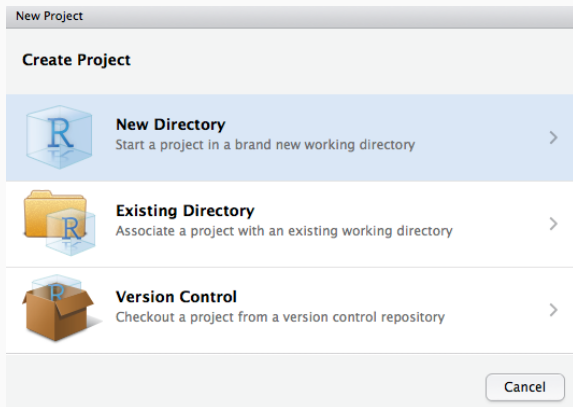 New Project
Create Project
New Directory
Start a project in a brand new working directory
Existing Directory
Associate a project with an existing working directory
Version Control
Checkout a project from a version control repository
Cancel